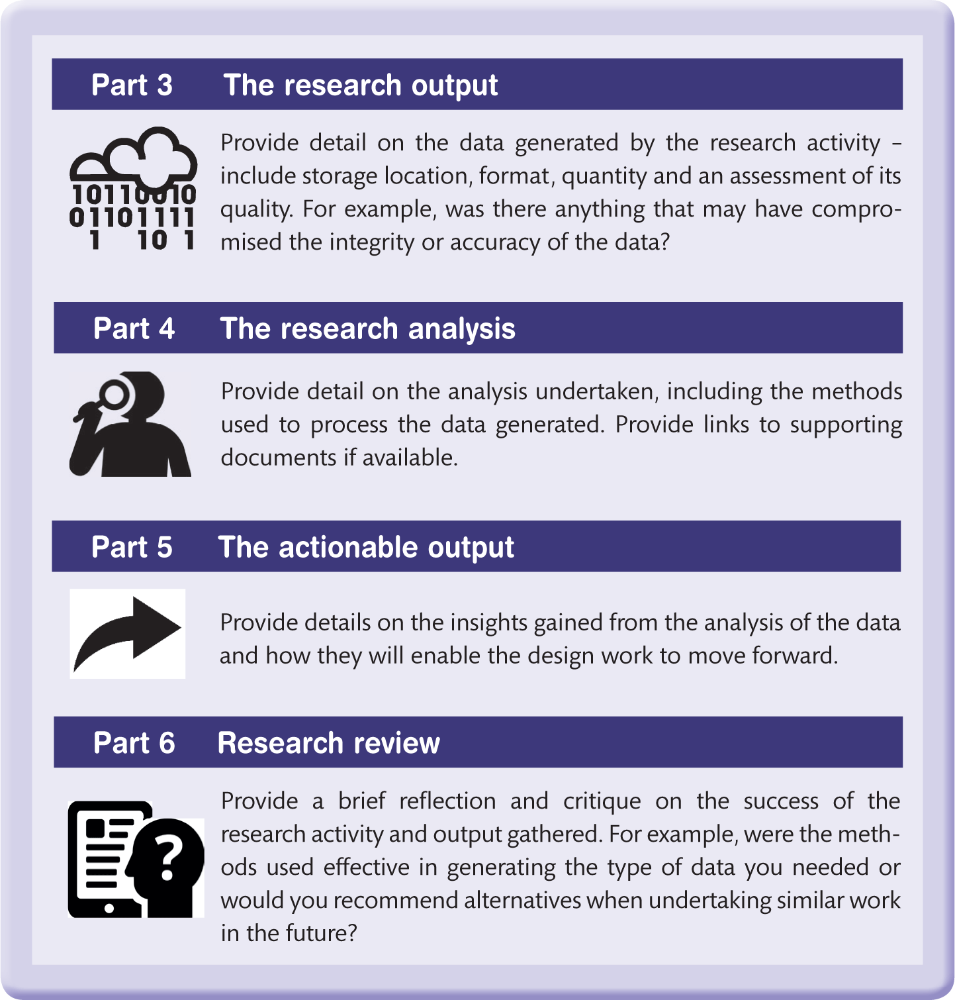 Part 3 The research output
Provide detail on the data generated by the research activity –
include storage location, format, quantity and an assessment of its
quality. For example, was there anything that may have compro-
mised the integrity or accuracy of the data?
10110010
01101111
1 10 1
Part 4 The research analysis
Provide detail on the analysis undertaken, including the methods
used to process the data generated. Provide links to supporting
documents if available.
Part 5 The actionable output
Provide details on the insights gained from the analysis of the data
and how they will enable the design work to move forward.
Part 6 Research review
Provide a brief reflection and critique on the success of the
research activity and output gathered. For example, were the meth-
ods used effective in generating the type of data you needed or
would you recommend alternatives when undertaking similar work
in the future?
?